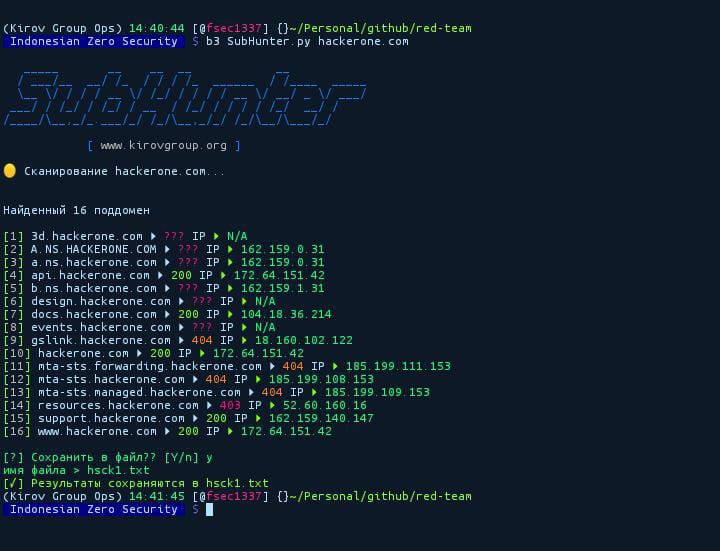 (Kirov Group Ops) 14:40:44 [@fsec1337] {}~/Personal/github/red-team
Indonesian Zero Security $ b3 SubHunter.py hackerone.com
SubHunter
[ www.kirovgroup.org ]
Сканирование hackerone.com...
Найденный 16 поддомен
[1] 3d.hackerone.com ▸ ??? IP ▸ N/A
[2] A.NS.HACKERONE.COM ▸ ??? IP ▸ 162.159.0.31
[3] a.ns.hackerone.com ▸ ??? IP ▸ 162.159.0.31
[4] api.hackerone.com ▸ 200 IP ▸ 172.64.151.42
[5] b.ns.hackerone.com ▸ ??? IP ▸ 162.159.1.31
[6] design.hackerone.com ▸ ??? IP ▸ N/A
[7] docs.hackerone.com ▸ 200 IP ▸ 104.18.36.214
[8] events.hackerone.com ▸ ??? IP ▸ N/A
[9] gslink.hackerone.com ▸ 404 IP ▸ 18.160.102.122
[10] hackerone.com ▸ 200 IP ▸ 172.64.151.42
[11] mta-sts.forwarding.hackerone.com ▸ 404 IP ▸ 185.199.111.153
[12] mta-sts.hackerone.com ▸ 404 IP ▸ 185.199.108.153
[13] mta-sts.managed.hackerone.com ▸ 404 IP ▸ 185.199.109.153
[14] resources.hackerone.com ▸ 403 IP ▸ 52.60.160.16
[15] support.hackerone.com ▸ 200 IP ▸ 162.159.140.147
[16] www.hackerone.com ▸ 200 IP ▸ 172.64.151.42
[?] Сохранить в файл?? [Y/n] y
имя файла > hsck1.txt
[✓] Результаты сохраняются в hsck1.txt
(Kirov Group Ops) 14:41:45 [@fsec1337] {}~/Personal/github/red-team
Indonesian Zero Security $